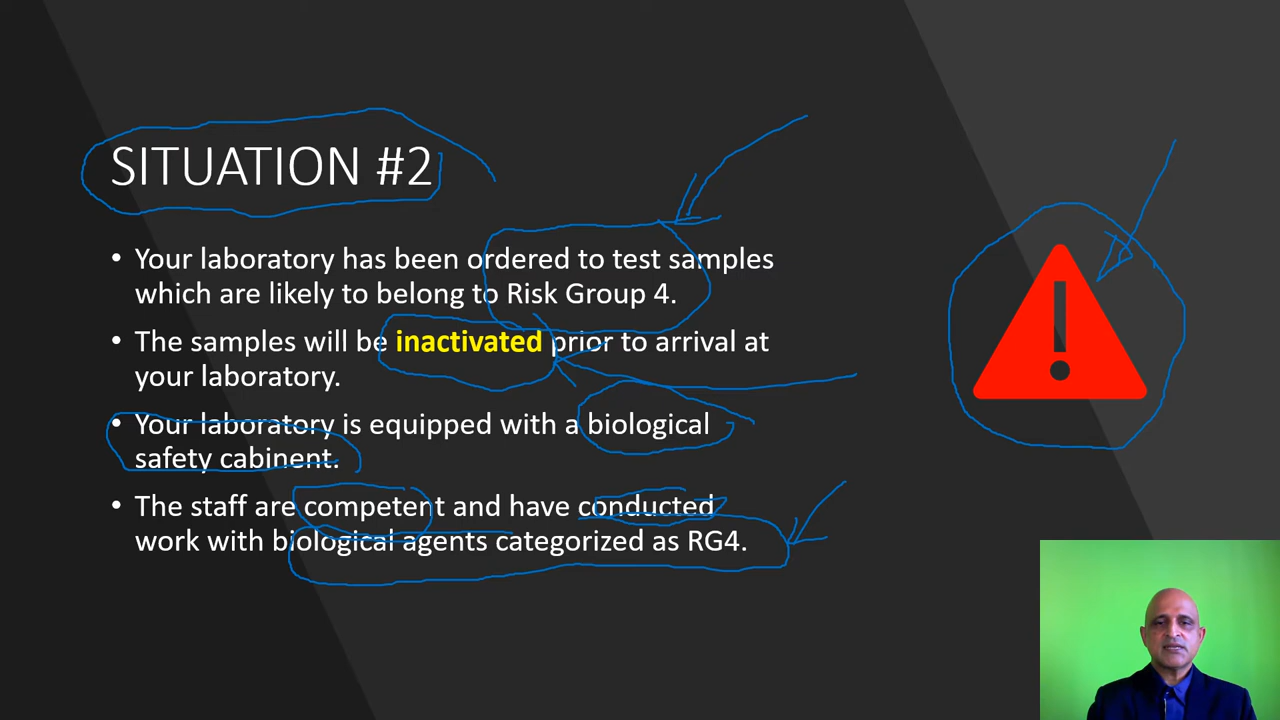 SITUATION #2
• Your laboratory has been ordered to test samples
which are likely to belong to Risk Group 4.
• The samples will be inactivated prior to arrival at
your laboratory.
• Your laboratory is equipped with a biological
safety cabinent.
• The staff are competent and have conducted
work with biological agents categorized as RG4.